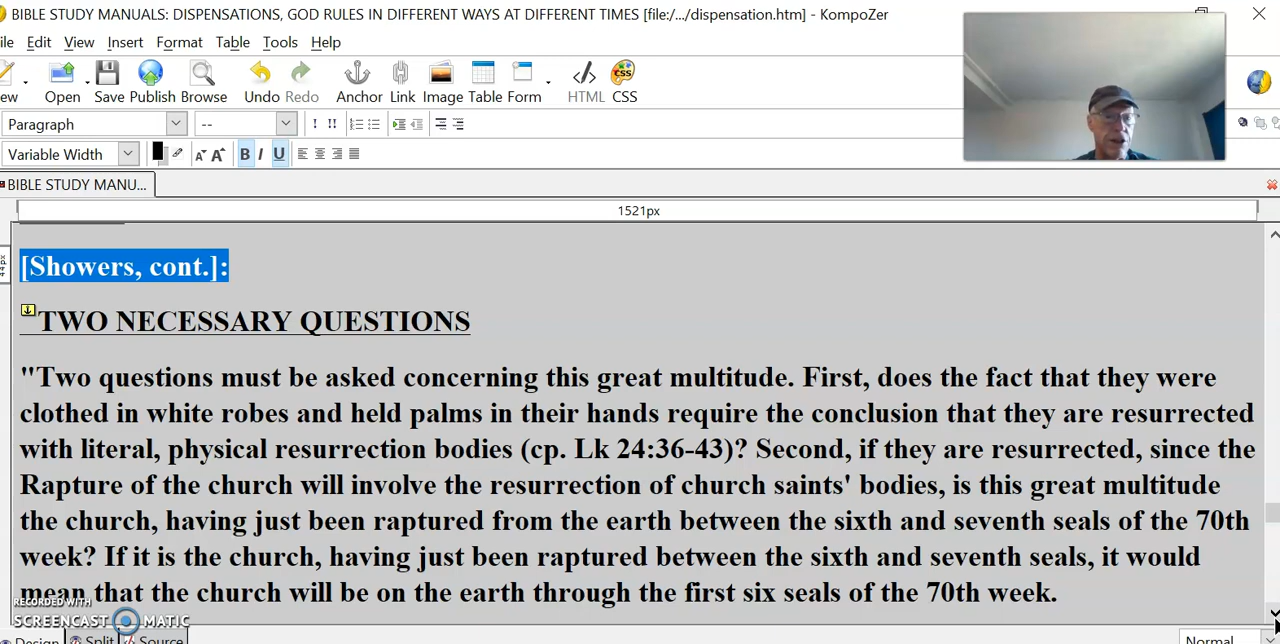 BIBLE STUDY MANUALS: DISPENSATIONS, GOD RULES IN DIFFERENT WAYS AT DIFFERENT TIMES [file:/.../dispensation.htm] - KompoZer
ile Edit View Insert Format Table Tools Help
ew Open Save Publish Browse Undo Redo Anchor Link Image Table Form HTML CSS
Paragraph --
Variable Width B I U
BIBLE STUDY MANU...
1521px
44px
[Showers, cont.]:
TWO NECESSARY QUESTIONS
"Two questions must be asked concerning this great multitude. First, does the fact that they were
clothed in white robes and held palms in their hands require the conclusion that they are resurrected
with literal, physical resurrection bodies (cp. Lk 24:36-43)? Second, if they are resurrected, since the
Rapture of the church will involve the resurrection of church saints' bodies, is this great multitude
the church, having just been raptured from the earth between the sixth and seventh seals of the 70th
week? If it is the church, having just been raptured between the sixth and seventh seals, it would
mean that the church will be on the earth through the first six seals of the 70th week.
RECORDED WITH
SCREENCAST MATIC
Design Split Source Normal